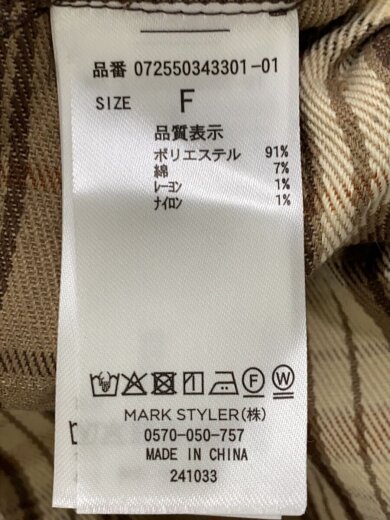 品番 072550343301-01
SIZE F
品質表示
ポリエステル 91%
綿 7%
レーヨン 1%
ナイロン 1%
F W
MARK STYLER(株)
0570-050-757
MADE IN CHINA
241033